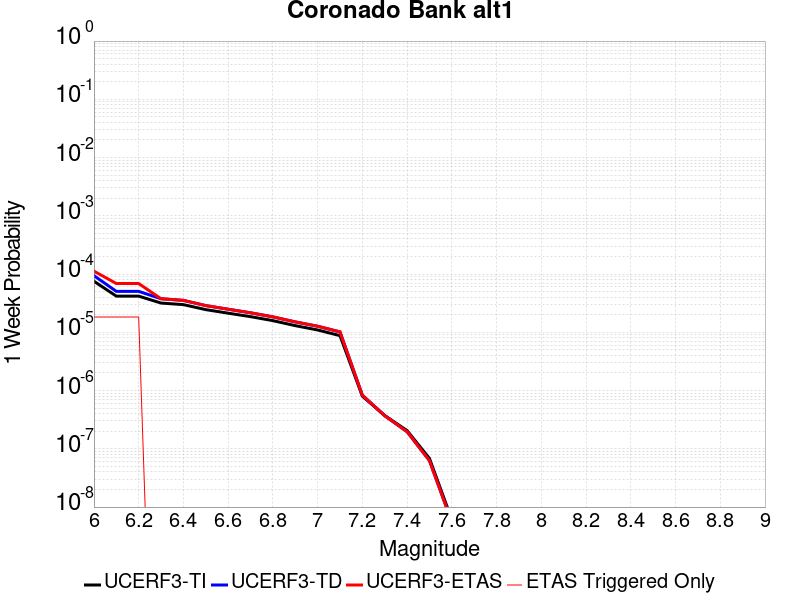 Coronado Bank alt1
10^0
10^-1
10^-2
10^-3
10^-4
10^-5
10^-6
10^-7
10^-8
1 Week Probability
6 6.2 6.4 6.6 6.8 7 7.2 7.4 7.6 7.8 8 8.2 8.4 8.6 8.8 9
Magnitude
UCERF3-TI UCERF3-TD UCERF3-ETAS ETAS Triggered Only